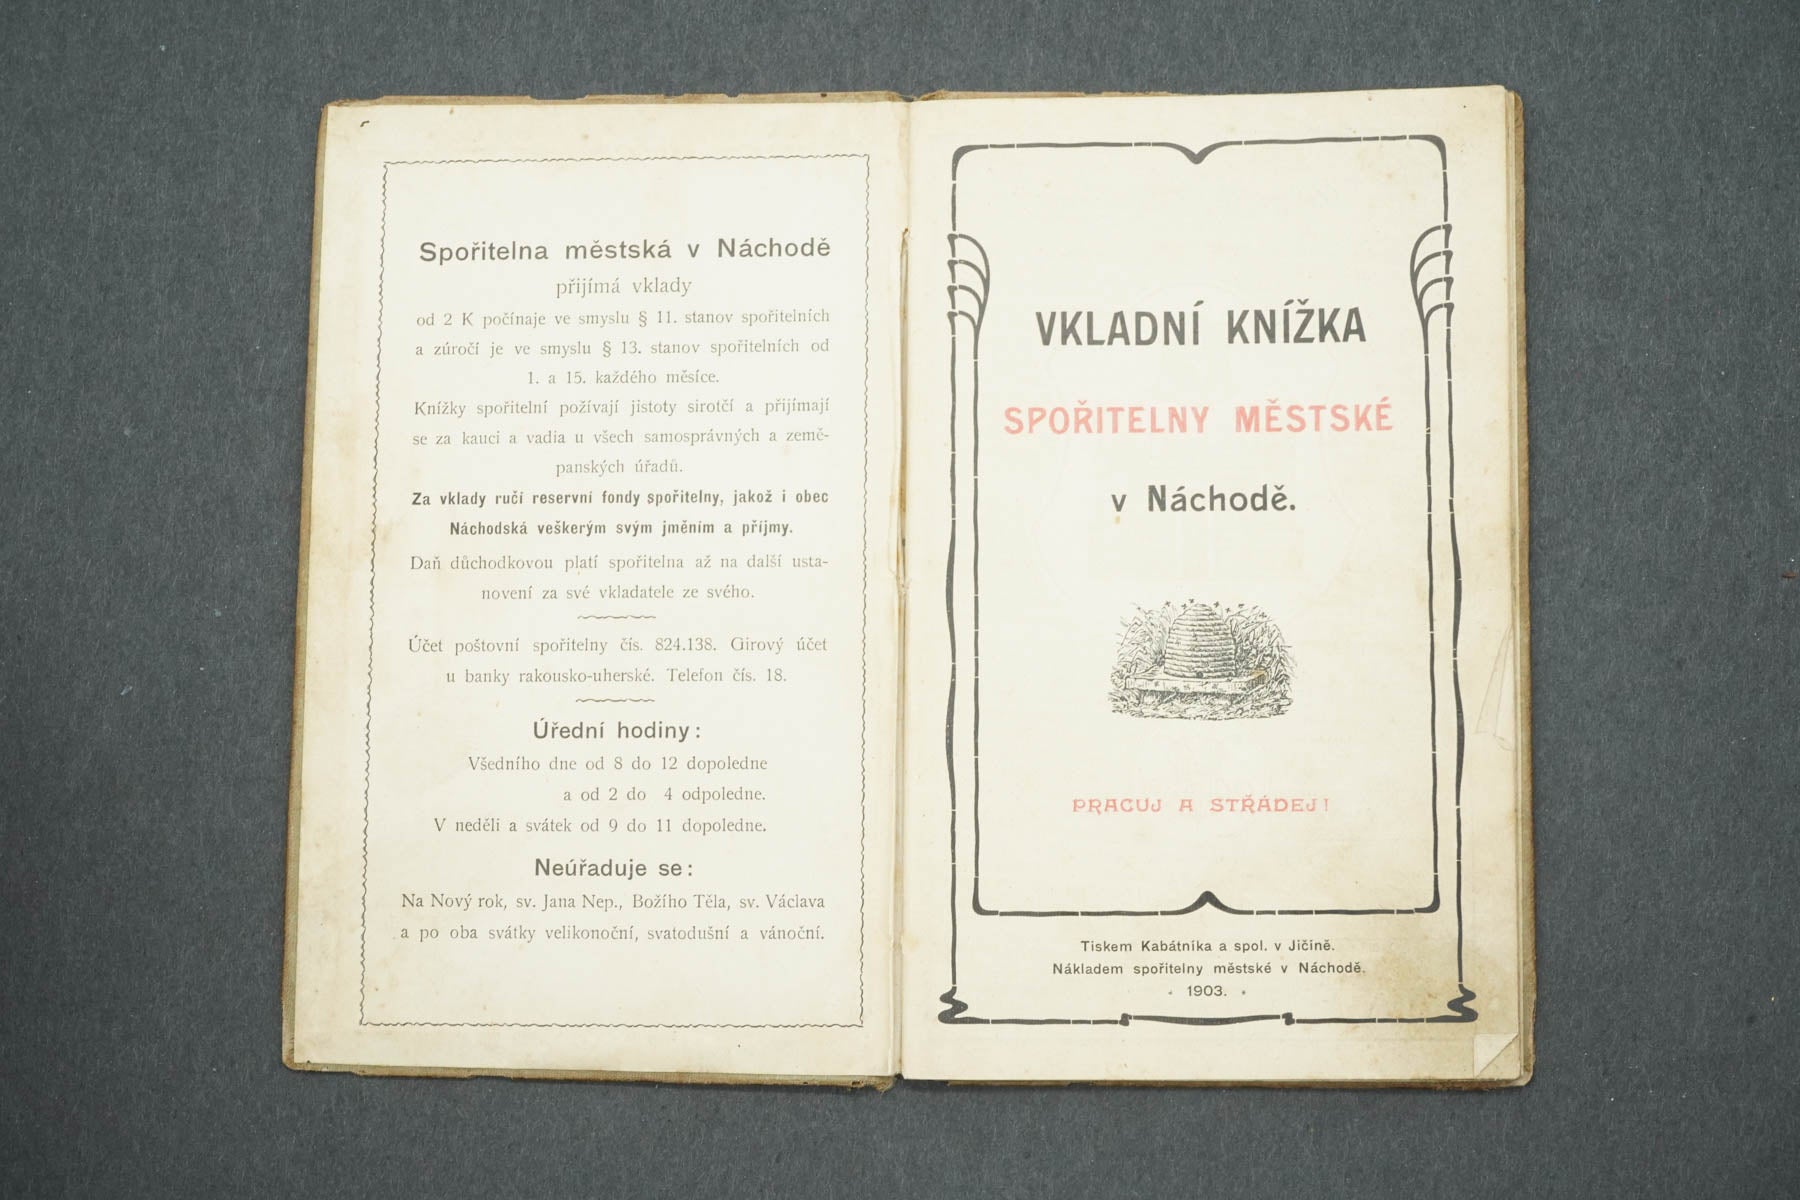 Spořitelna městská v Náchodě
přijímá vklady
od 2 K počínaje ve smyslu § 11. stanov spořitelních
a zúročí je ve smyslu § 13. stanov spořitelních od
1. a 15. každého měsíce.
Knížky spořitelní požívají jistoty sirotčí a přijímají
se za kauci a vadia u všech samosprávných a země-
panských úřadů.
Za vklady ručí reservní fondy spořitelny, jakož i obec
Náchodská veškerým svým jměním a příjmy.
Daň důchodkovou platí spořitelna až na další usta-
novení za své vkladatele ze svého.
Účet poštovní spořitelny čís. 824.138. Girový účet
u banky rakousko-uherské. Telefon čís. 18.
Úřední hodiny:
Všedního dne od 8 do 12 dopoledne
a od 2 do 4 odpoledne.
V neděli a svátek od 9 do 11 dopoledne.
Neúřaduje se:
Na Nový rok, sv. Jana Nep., Božího Těla, sv. Václava
a po oba svátky velikonoční, svatodušní a vánoční.
VKLADNÍ KNÍŽKA
SPOŘITELNY MĚSTSKÉ
v Náchodě.
PRACUJ A STŘÁDEJ!
Tiskem Kabátníka a spol. v Jičíně.
Nákladem spořitelny městské v Náchodě.
1903.